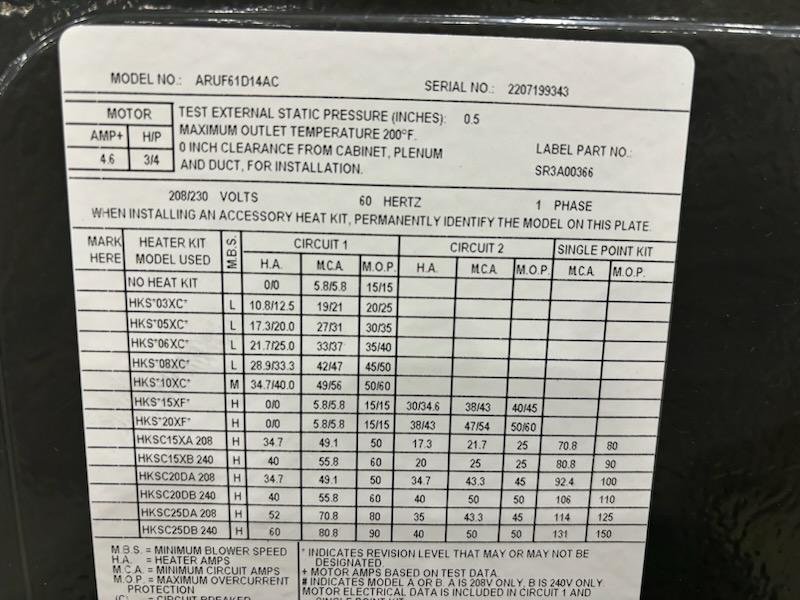 MODEL NO.: ARUF61D14AC SERIAL NO.: 2207199343
MOTOR
AMP+ H/P
4.6 3/4
TEST EXTERNAL STATIC PRESSURE (INCHES): 0.5
MAXIMUM OUTLET TEMPERATURE 200°F.
0 INCH CLEARANCE FROM CABINET, PLENUM
AND DUCT, FOR INSTALLATION.
LABEL PART NO.:
SR3A00366
208/230 VOLTS 60 HERTZ 1 PHASE
WHEN INSTALLING AN ACCESSORY HEAT KIT, PERMANENTLY IDENTIFY THE MODEL ON THIS PLATE.
MARK HERE HEATER KIT MODEL USED M.B.S. CIRCUIT 1 CIRCUIT 2 SINGLE POINT KIT
H.A. M.C.A. M.O.P. H.A. M.C.A. M.O.P. M.C.A. M.O.P.
NO HEAT KIT 0/0 5.8/5.8 15/15
HKS*03XC* L 10.8/12.5 19/21 20/25
HKS*05XC* L 17.3/20.0 27/31 30/35
HKS*06XC* L 21.7/25.0 33/37 35/40
HKS*08XC* L 28.9/33.3 42/47 45/50
HKS*10XC* M 34.7/40.0 49/56 50/60
HKS*15XF* H 0/0 5.8/5.8 15/15 30/34.6 38/43 40/45
HKS*20XF* H 0/0 5.8/5.8 15/15 38/43 47/54 50/60
HKSC15XA 208 H 34.7 49.1 50 17.3 21.7 25 70.8 80
HKSC15XB 240 H 40 55.8 60 20 25 25 80.8 90
HKSC20DA 208 H 34.7 49.1 50 34.7 43.3 45 92.4 100
HKSC20DB 240 H 40 55.8 60 40 50 50 106 110
HKSC25DA 208 H 52 70.8 80 35 43.3 45 114 125
HKSC25DB 240 H 60 80.8 90 40 50 50 131 150
M.B.S. = MINIMUM BLOWER SPEED
H.A. = HEATER AMPS
M.C.A. = MINIMUM CIRCUIT AMPS
M.O.P. = MAXIMUM OVERCURRENT
PROTECTION
(C) = CIRCUIT BREAKER
* INDICATES REVISION LEVEL THAT MAY OR MAY NOT BE
DESIGNATED
+ MOTOR AMPS BASED ON TEST DATA.
# INDICATES MODEL A OR B. A IS 208V ONLY, B IS 240V ONLY
MOTOR ELECTRICAL DATA IS INCLUDED IN CIRCUIT 1 AND
SINGLE POINT KIT